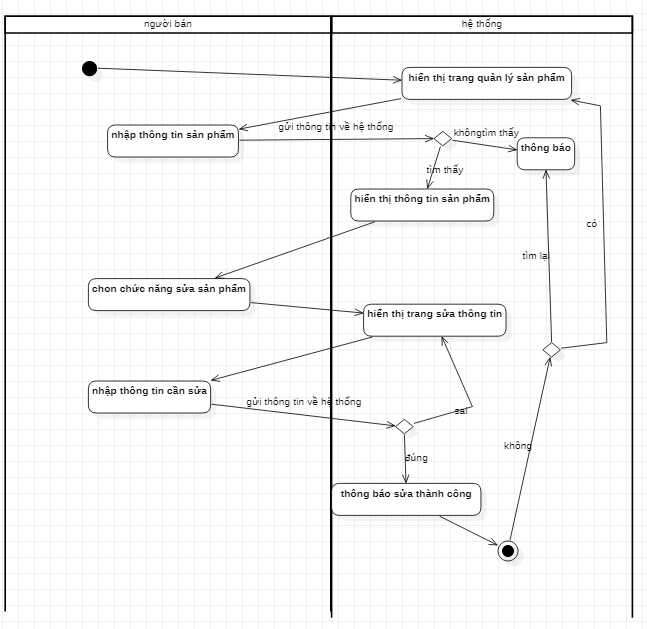 người bán
hệ thống
hiển thị trang quản lý sản phẩm
nhập thông tin sản phẩm
gửi thông tin về hệ thống
khôngtìm thấy
thông báo
tìm thấy
hiển thị thông tin sản phẩm
có
tìm lại
chon chức năng sửa sản phẩm
hiển thị trang sửa thông tin
nhập thông tin cần sửa
gửi thông tin về hệ thống
sai
không
đúng
thông báo sửa thành công